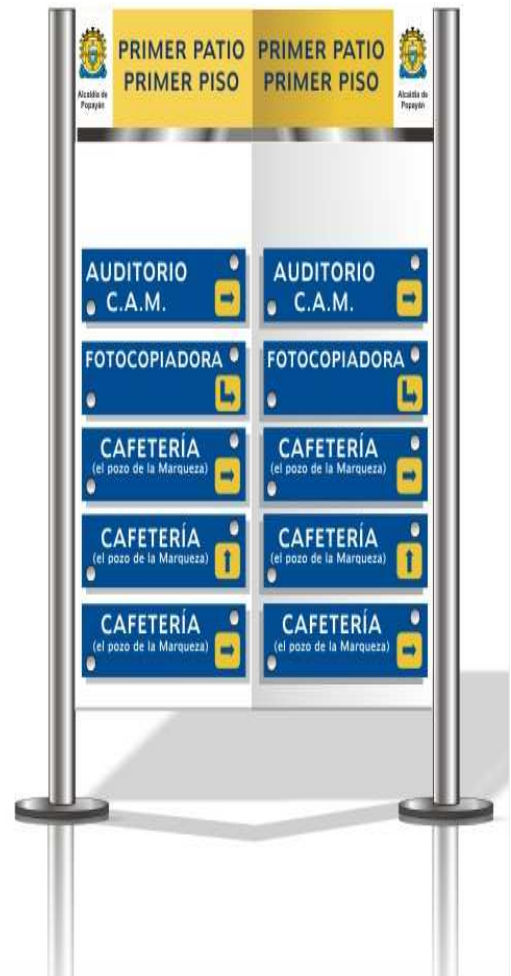 PRIMER PATIO
PRIMER PISO
PRIMER PATIO
PRIMER PISO
Alcaldía de
Popayán
Alcaldía de
Popayán
AUDITORIO
C.A.M.
AUDITORIO
C.A.M.
FOTOCOPIADORA
FOTOCOPIADORA
CAFETERÍA
(el pozo de la Marqueza)
CAFETERÍA
(el pozo de la Marqueza)
CAFETERÍA
(el pozo de la Marqueza)
CAFETERÍA
(el pozo de la Marqueza)
CAFETERÍA
(el pozo de la Marqueza)
CAFETERÍA
(el pozo de la Marqueza)